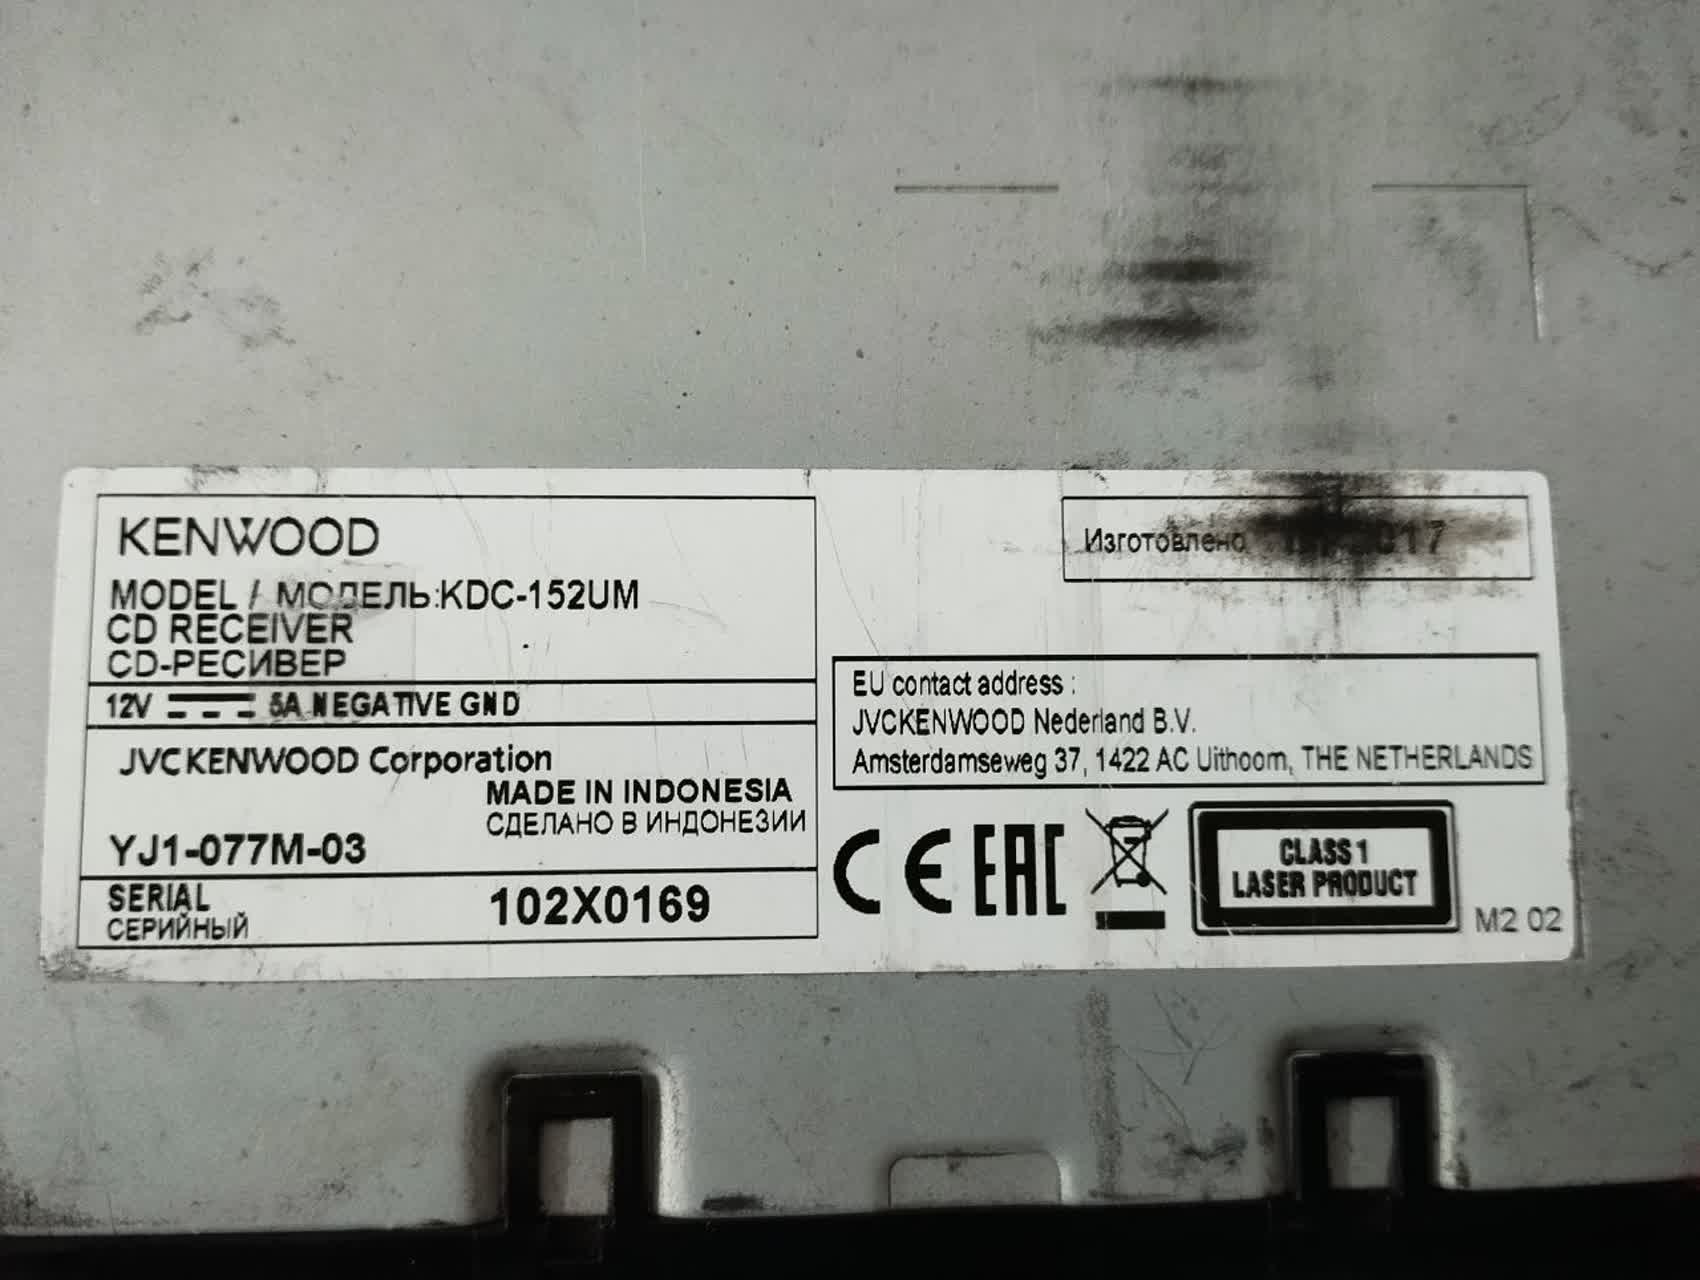 KENWOOD
MODEL / МОДЕЛЬ:KDC-152UM
CD RECEIVER
CD-РЕСИВЕР
12V 5A NEGATIVE GND
JVCKENWOOD Corporation
MADE IN INDONESIA
СДЕЛАНО В ИНДОНЕЗИИ
YJ1-077M-03
SERIAL
СЕРИЙНЫЙ
102X0169
Изготовлено
EU contact address :
JVCKENWOOD Nederland B.V.
Amsterdamseweg 37, 1422 AC Uithoorn, THE NETHERLANDS
CE EAC
CLASS 1
LASER PRODUCT
M2 02